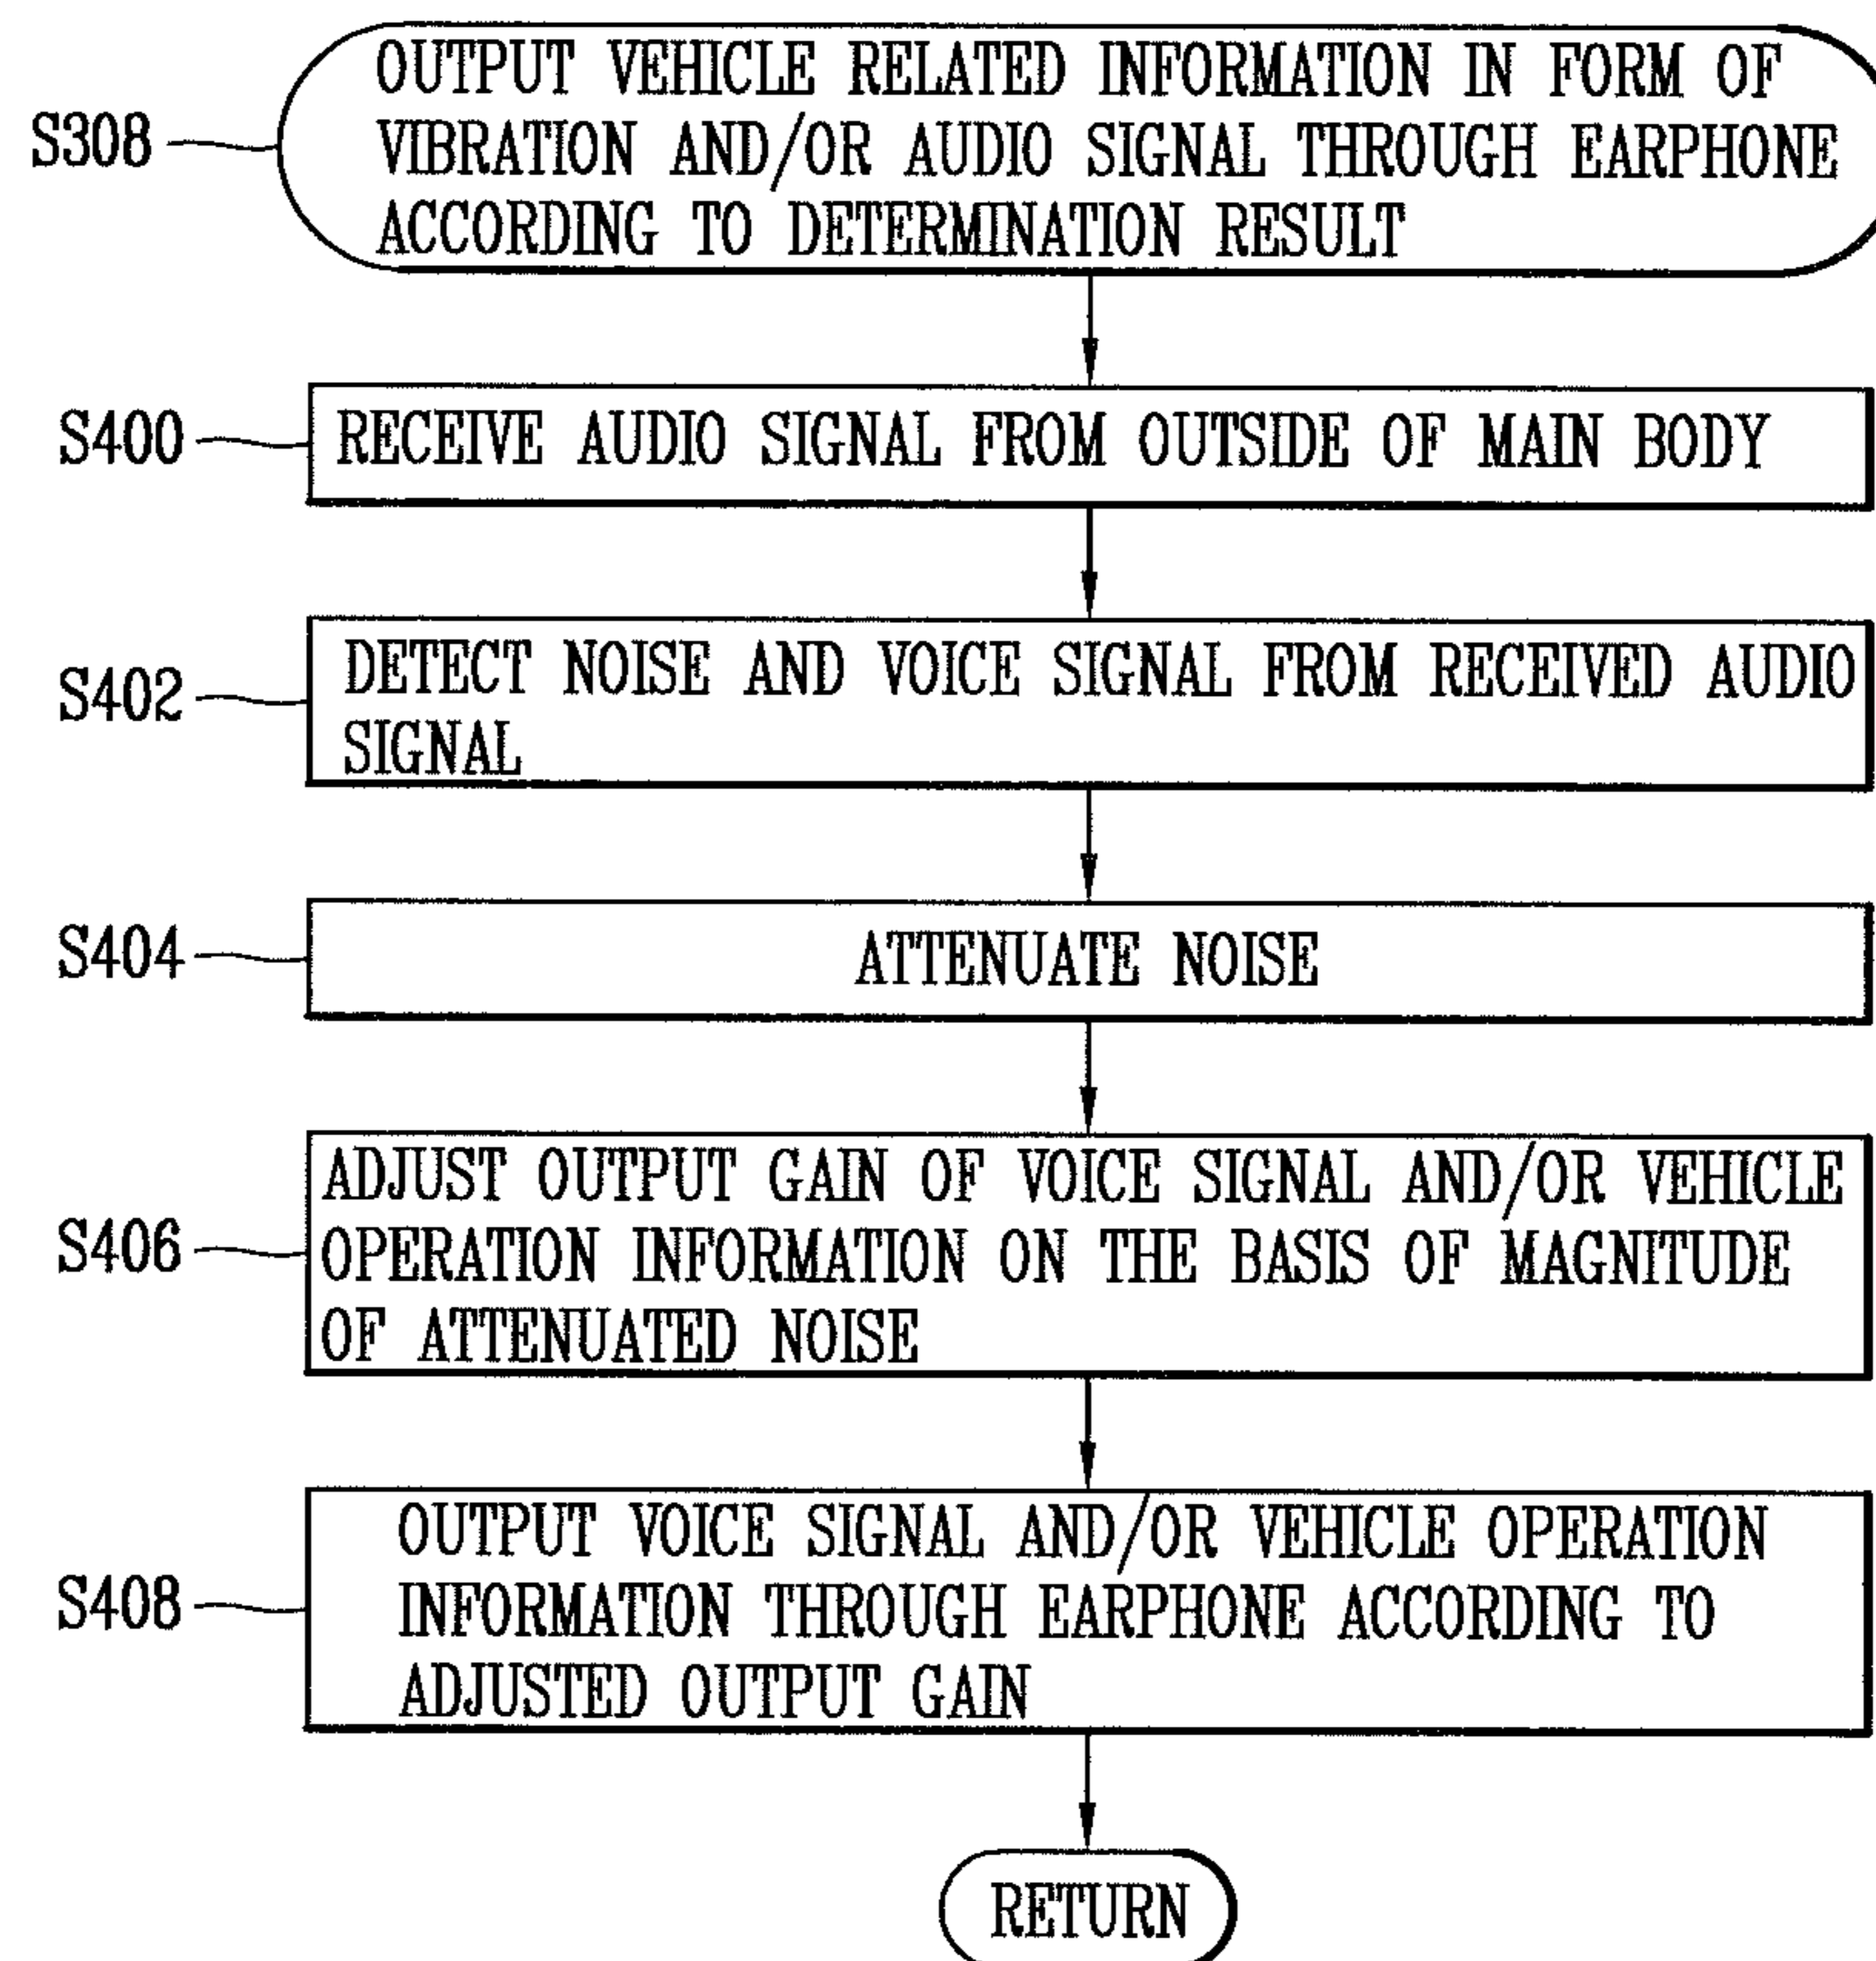 OUTPUT VEHICLE RELATED INFORMATION IN FORM OF
S308
VIBRATION AND/OR AUDIO SIGNAL THROUGH EARPHONE
ACCORDING TO DETERMINATION RESULT
S400
RECEIVE AUDIO SIGNAL FROM OUTSIDE OF MAIN BODY
S402
DETECT NOISE AND VOICE SIGNAL FROM RECEIVED AUDIO
SIGNAL
S404
ATTENUATE NOISE
ADJUST OUTPUT GAIN OF VOICE SIGNAL AND/OR VEHICLE
S406
OPERATION INFORMATION ON THE BASIS OF MAGNITUDE
OF ATTENUATED NOISE
OUTPUT VOICE SIGNAL AND/OR VEHICLE OPERATION
S408
INFORMATION THROUGH EARPHONE ACCORDING TO
ADJUSTED OUTPUT GAIN
RETURN